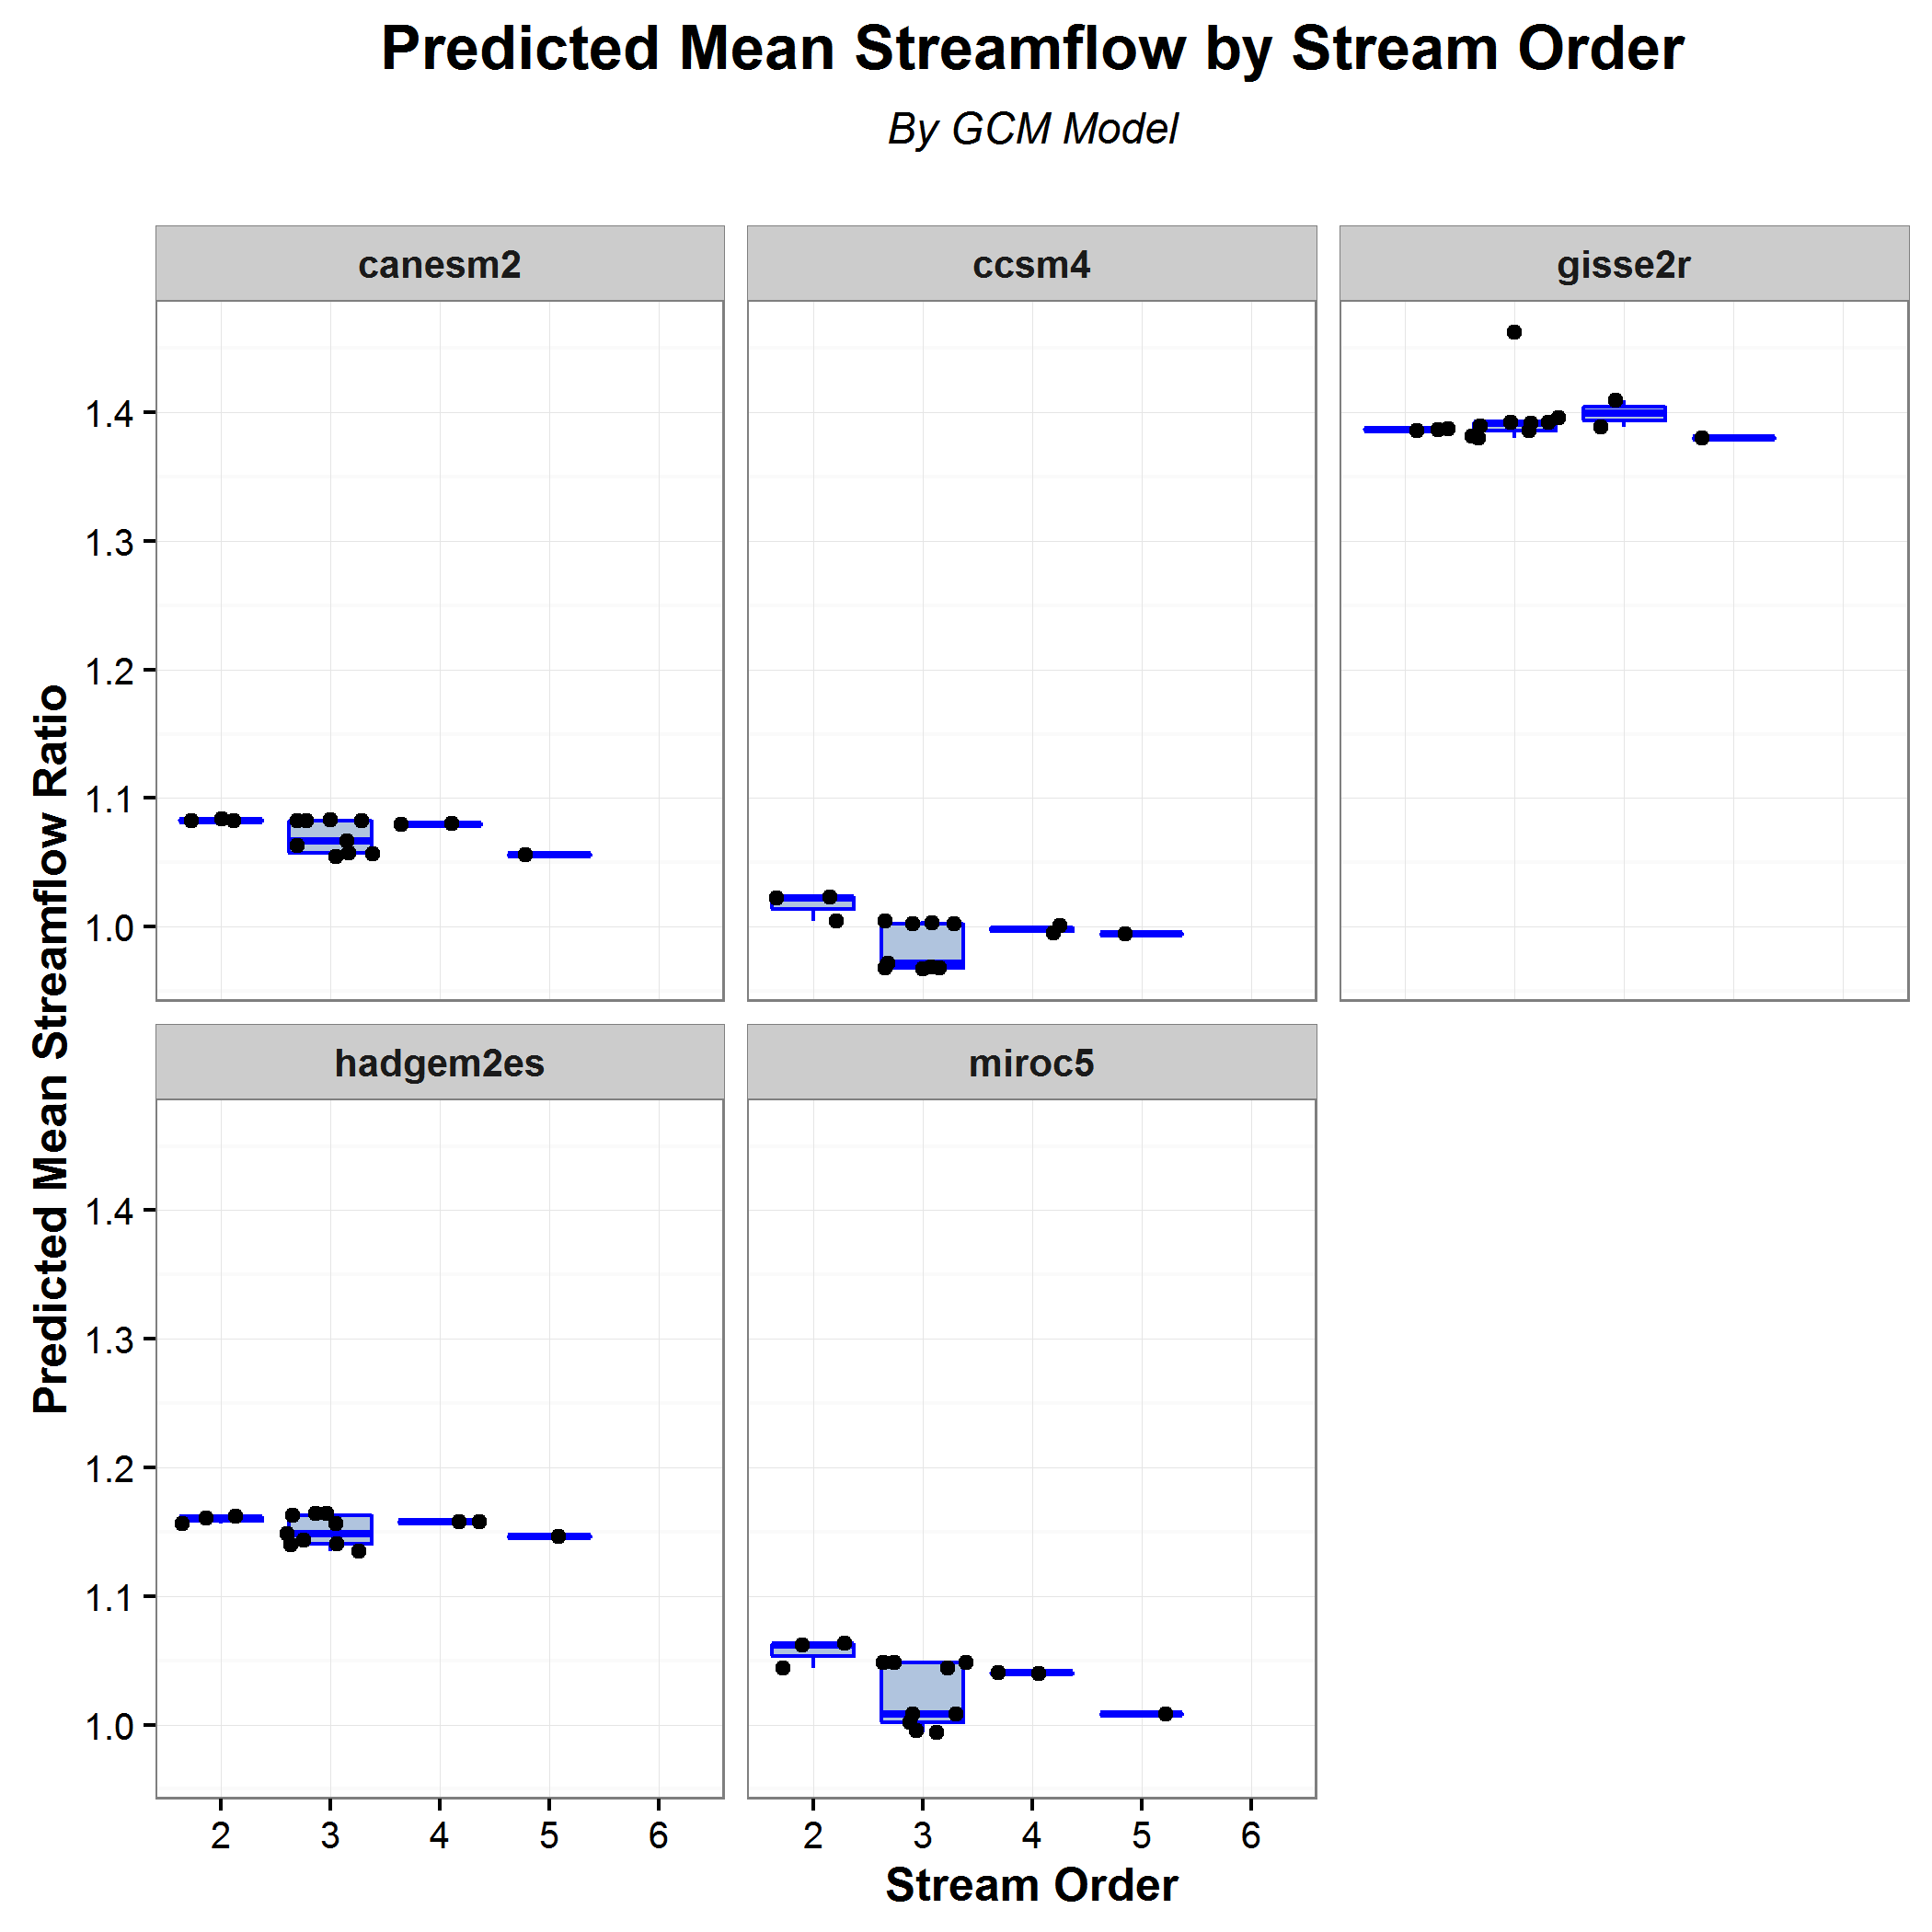 Predicted Mean Streamflow by Stream Order
By GCM Model
canesm2
ccsm4
gisse2r
1.4
1.3
1.2
1.1
1.0
Predicted Mean Streamflow Ratio
hadgem2es
miroc5
1.4
1.3
1.2
1.1
1.0
2 3 4 5 6
2 3 4 5 6
Stream Order